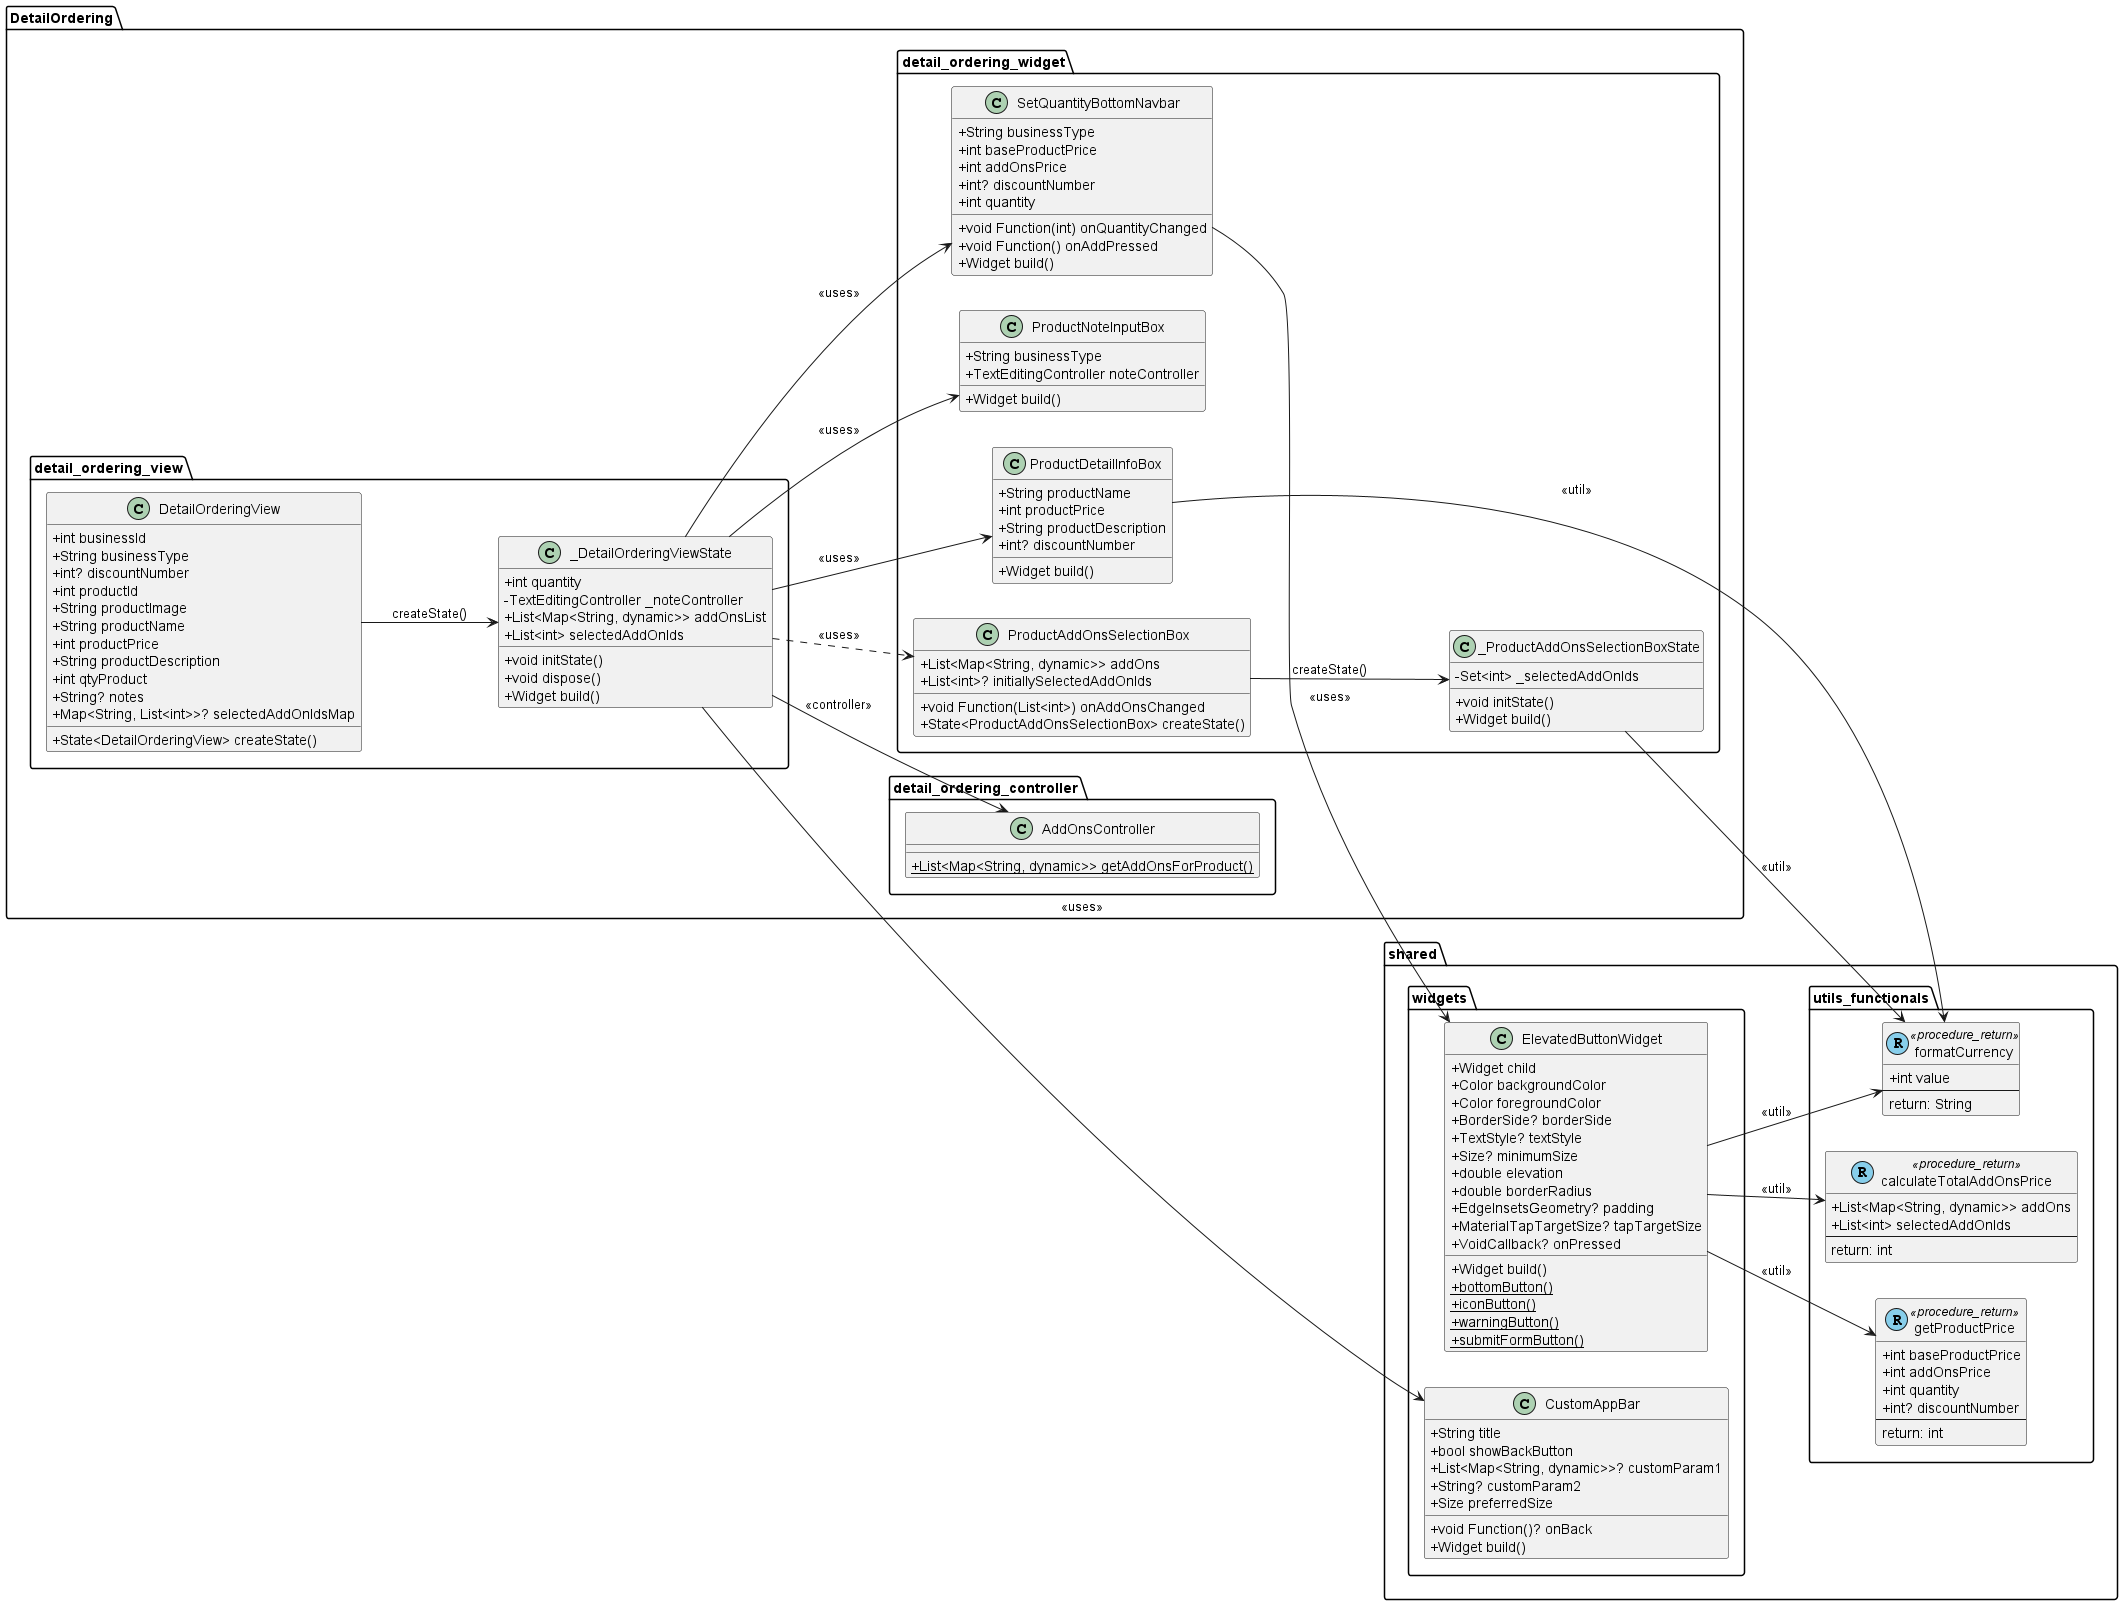 DetailOrdering
detail_ordering_widget
C SetQuantityBottomNavbar
+String businessType
+int baseProductPrice
+int addOnsPrice
+int? discountNumber
+int quantity
+void Function(int) onQuantityChanged
+void Function() onAddPressed
+Widget build()
«uses»
C ProductNoteInputBox
+String businessType
+TextEditingController noteController
+Widget build()
«uses»
detail_ordering_view
C DetailOrderingView
+int businessId
+String businessType
+int? discountNumber
+int productId
+String productImage
+String productName
+int productPrice
+String productDescription
+int qtyProduct
+String? notes
+Map<String, List<int>>? selectedAddOnIdsMap
+State<DetailOrderingView> createState()
createState()
C _DetailOrderingViewState
+int quantity
-TextEditingController _noteController
+List<Map<String, dynamic>> addOnsList
+List<int> selectedAddOnIds
+void initState()
+void dispose()
+Widget build()
«uses»
C ProductDetailInfoBox
+String productName
+int productPrice
+String productDescription
+int? discountNumber
+Widget build()
«util»
«uses»
C ProductAddOnsSelectionBox
+List<Map<String, dynamic>> addOns
+List<int>? initiallySelectedAddOnIds
+void Function(List<int>) onAddOnsChanged
+State<ProductAddOnsSelectionBox> createState()
createState()
«uses»
C _ProductAddOnsSelectionBoxState
-Set<int> _selectedAddOnIds
+void initState()
+Widget build()
«controller»
detail_ordering_controller
C AddOnsController
+List<Map<String, dynamic>> getAddOnsForProduct()
«util»
«uses»
shared
widgets
C ElevatedButtonWidget
+Widget child
+Color backgroundColor
+Color foregroundColor
+BorderSide? borderSide
+TextStyle? textStyle
+Size? minimumSize
+double elevation
+double borderRadius
+EdgeInsetsGeometry? padding
+MaterialTapTargetSize? tapTargetSize
+VoidCallback? onPressed
+Widget build()
+bottomButton()
+iconButton()
+warningButton()
+submitFormButton()
C CustomAppBar
+String title
+bool showBackButton
+List<Map<String, dynamic>>? customParam1
+String? customParam2
+Size preferredSize
+void Function()? onBack
+Widget build()
«util»
«util»
«util»
utils_functionals
R «procedure_return»
formatCurrency
+int value
return: String
R «procedure_return»
calculateTotalAddOnsPrice
+List<Map<String, dynamic>> addOns
+List<int> selectedAddOnIds
return: int
R «procedure_return»
getProductPrice
+int baseProductPrice
+int addOnsPrice
+int quantity
+int? discountNumber
return: int